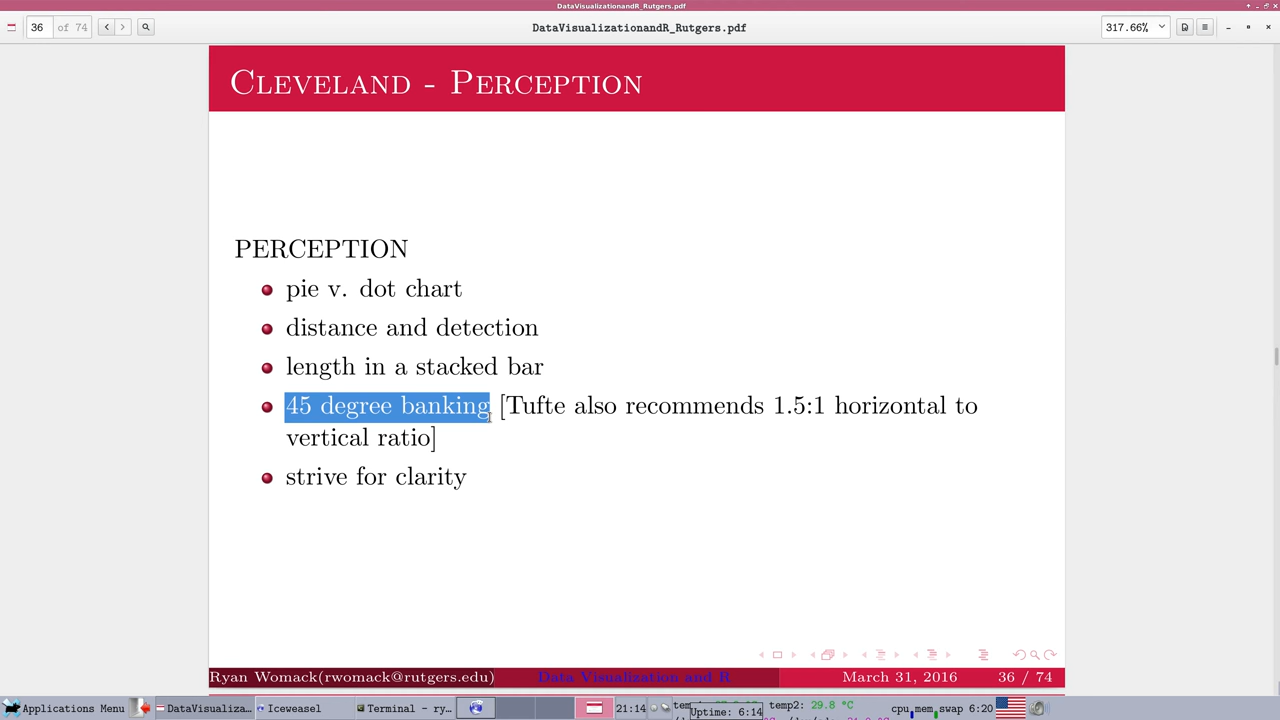 DataVisualizationandR_Rutgers.pdf
36 of 74
DataVisualizationandR_Rutgers.pdf
317.66%
Cleveland - Perception
PERCEPTION
pie v. dot chart
distance and detection
length in a stacked bar
45 degree banking [Tufte also recommends 1.5:1 horizontal to
vertical ratio]
strive for clarity
Ryan Womack(rwomack@rutgers.edu) Data Visualization and R March 31, 2016 36 / 74
Applications Menu DataVisualiza... Iceweasel Terminal - ry... 21:14 temp2: 29.8 °C cpu mem swap 6:20
Uptime: 6:14